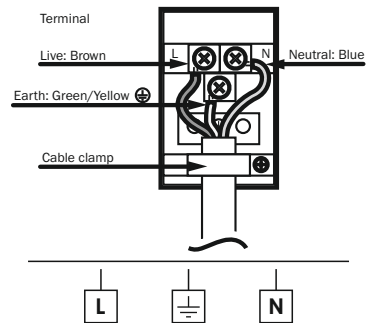 Terminal
L
N
Live: Brown
Neutral: Blue
Earth: Green/Yellow
Cable clamp
L
N